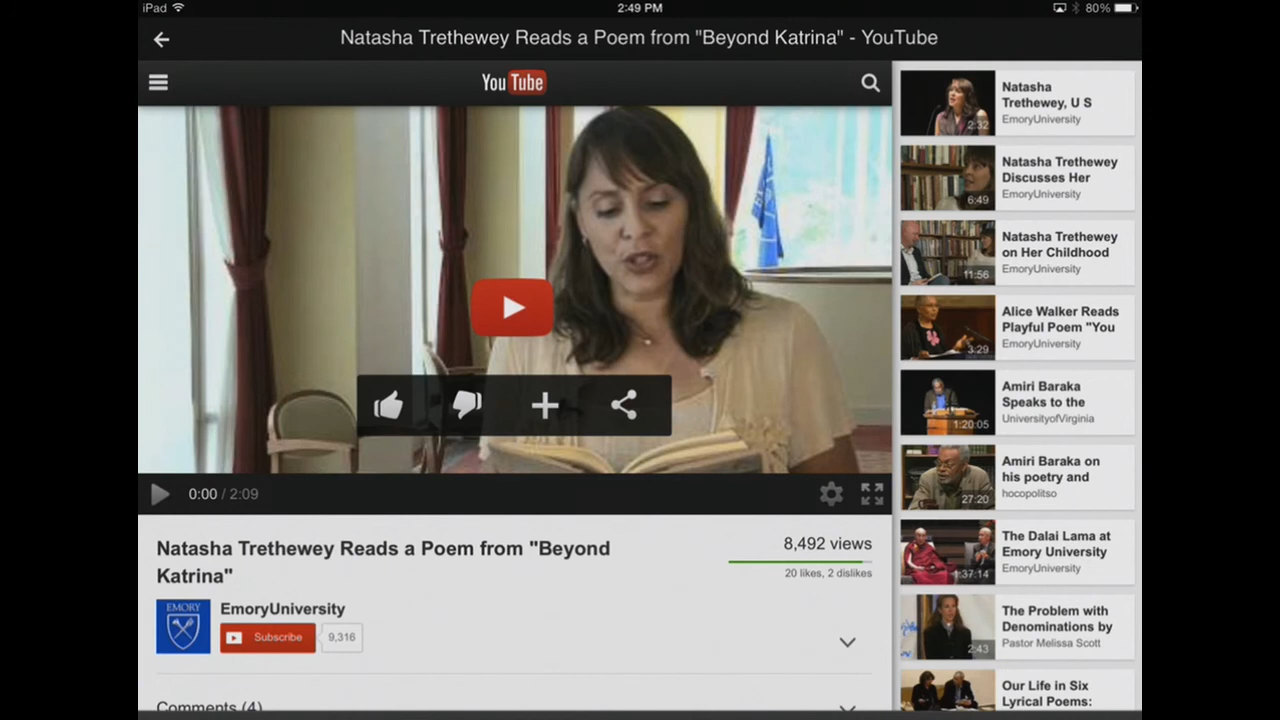 iPad
2:49 PM
80%
Natasha Trethewey Reads a Poem from "Beyond Katrina" - YouTube
YouTube
0:00 / 2:09
Natasha Trethewey Reads a Poem from "Beyond
Katrina"
8,492 views
20 likes, 2 dislikes
EMORY
EmoryUniversity
Subscribe
9,316
Comments (4)
2:32
Natasha
Trethewey, U S
EmoryUniversity
6:49
Natasha Trethewey
Discusses Her
EmoryUniversity
11:56
Natasha Trethewey
on Her Childhood
EmoryUniversity
3:29
Alice Walker Reads
Playful Poem "You
EmoryUniversity
1:20:05
Amiri Baraka
Speaks to the
UniversityofVirginia
27:20
Amiri Baraka on
his poetry and
hocopolitso
1:37:14
The Dalai Lama at
Emory University
EmoryUniversity
2:43
The Problem with
Denominations by
Pastor Melissa Scott
Our Life in Six
Lyrical Poems: